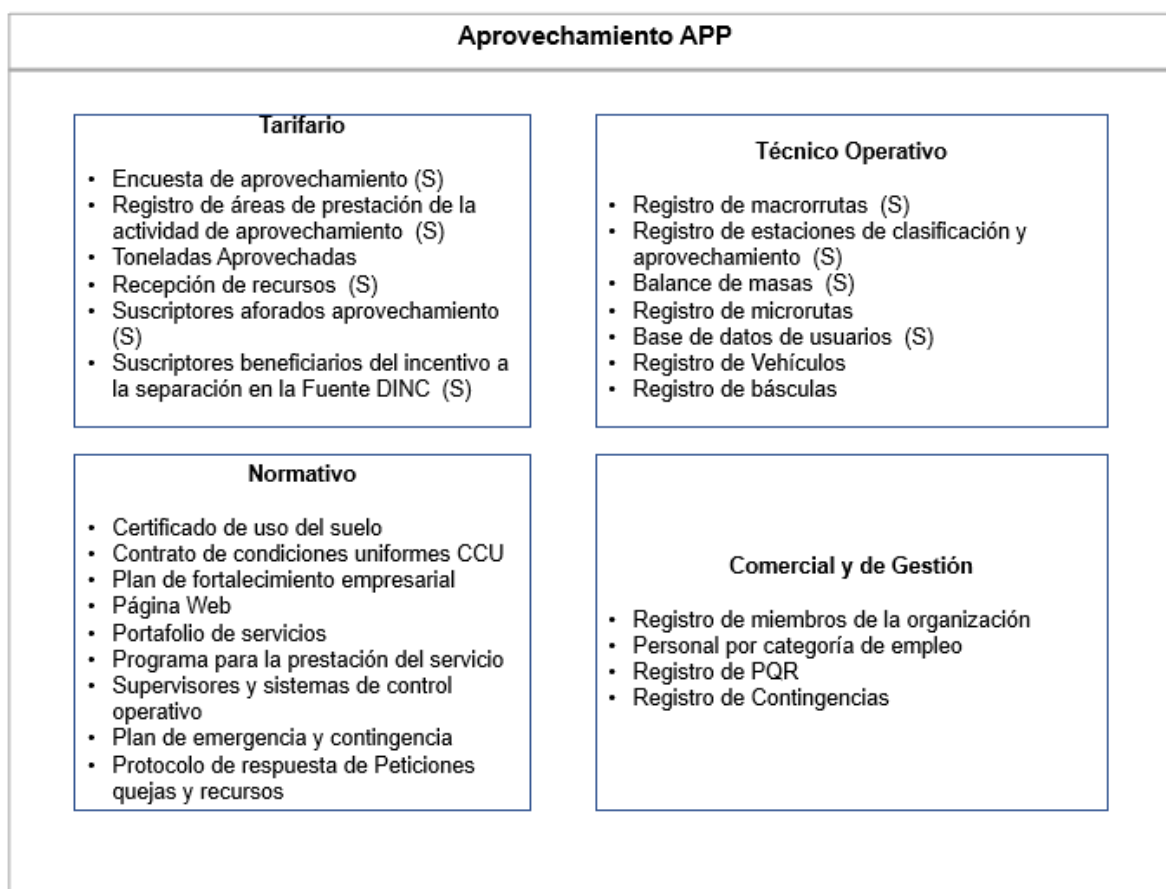 Aprovechamiento APP
Tarifario
• Encuesta de aprovechamiento (S)
• Registro de áreas de prestación de la
actividad de aprovechamiento (S)
• Toneladas Aprovechadas
• Recepción de recursos (S)
• Suscriptores aforados aprovechamiento
(S)
• Suscriptores beneficiarios del incentivo a
la separación en la Fuente DINC (S)
Técnico Operativo
• Registro de macrorrutas (S)
• Registro de estaciones de clasificación y
aprovechamiento (S)
• Balance de masas (S)
• Registro de microrutas
• Base de datos de usuarios (S)
• Registro de Vehículos
• Registro de básculas
Normativo
• Certificado de uso del suelo
• Contrato de condiciones uniformes CCU
• Plan de fortalecimiento empresarial
• Página Web
• Portafolio de servicios
• Programa para la prestación del servicio
• Supervisores y sistemas de control
operativo
• Plan de emergencia y contingencia
• Protocolo de respuesta de Peticiones
quejas y recursos
Comercial y de Gestión
• Registro de miembros de la organización
• Personal por categoría de empleo
• Registro de PQR
• Registro de Contingencias